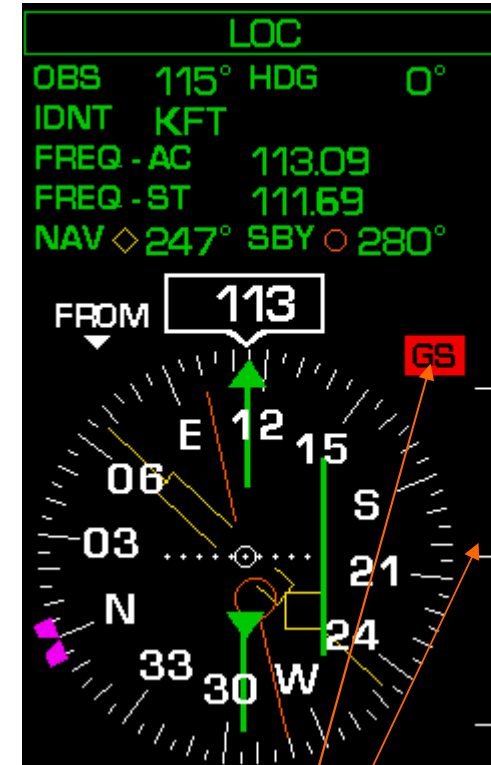 LOC
OBS 115° HDG 0°
IDNT KFT
FREQ - AC 113.09
FREQ - ST 111.69
NAV 247° SBY 280°
FROM 113
GS
12
E 15
06 S
03 21
N 24
33 30 W